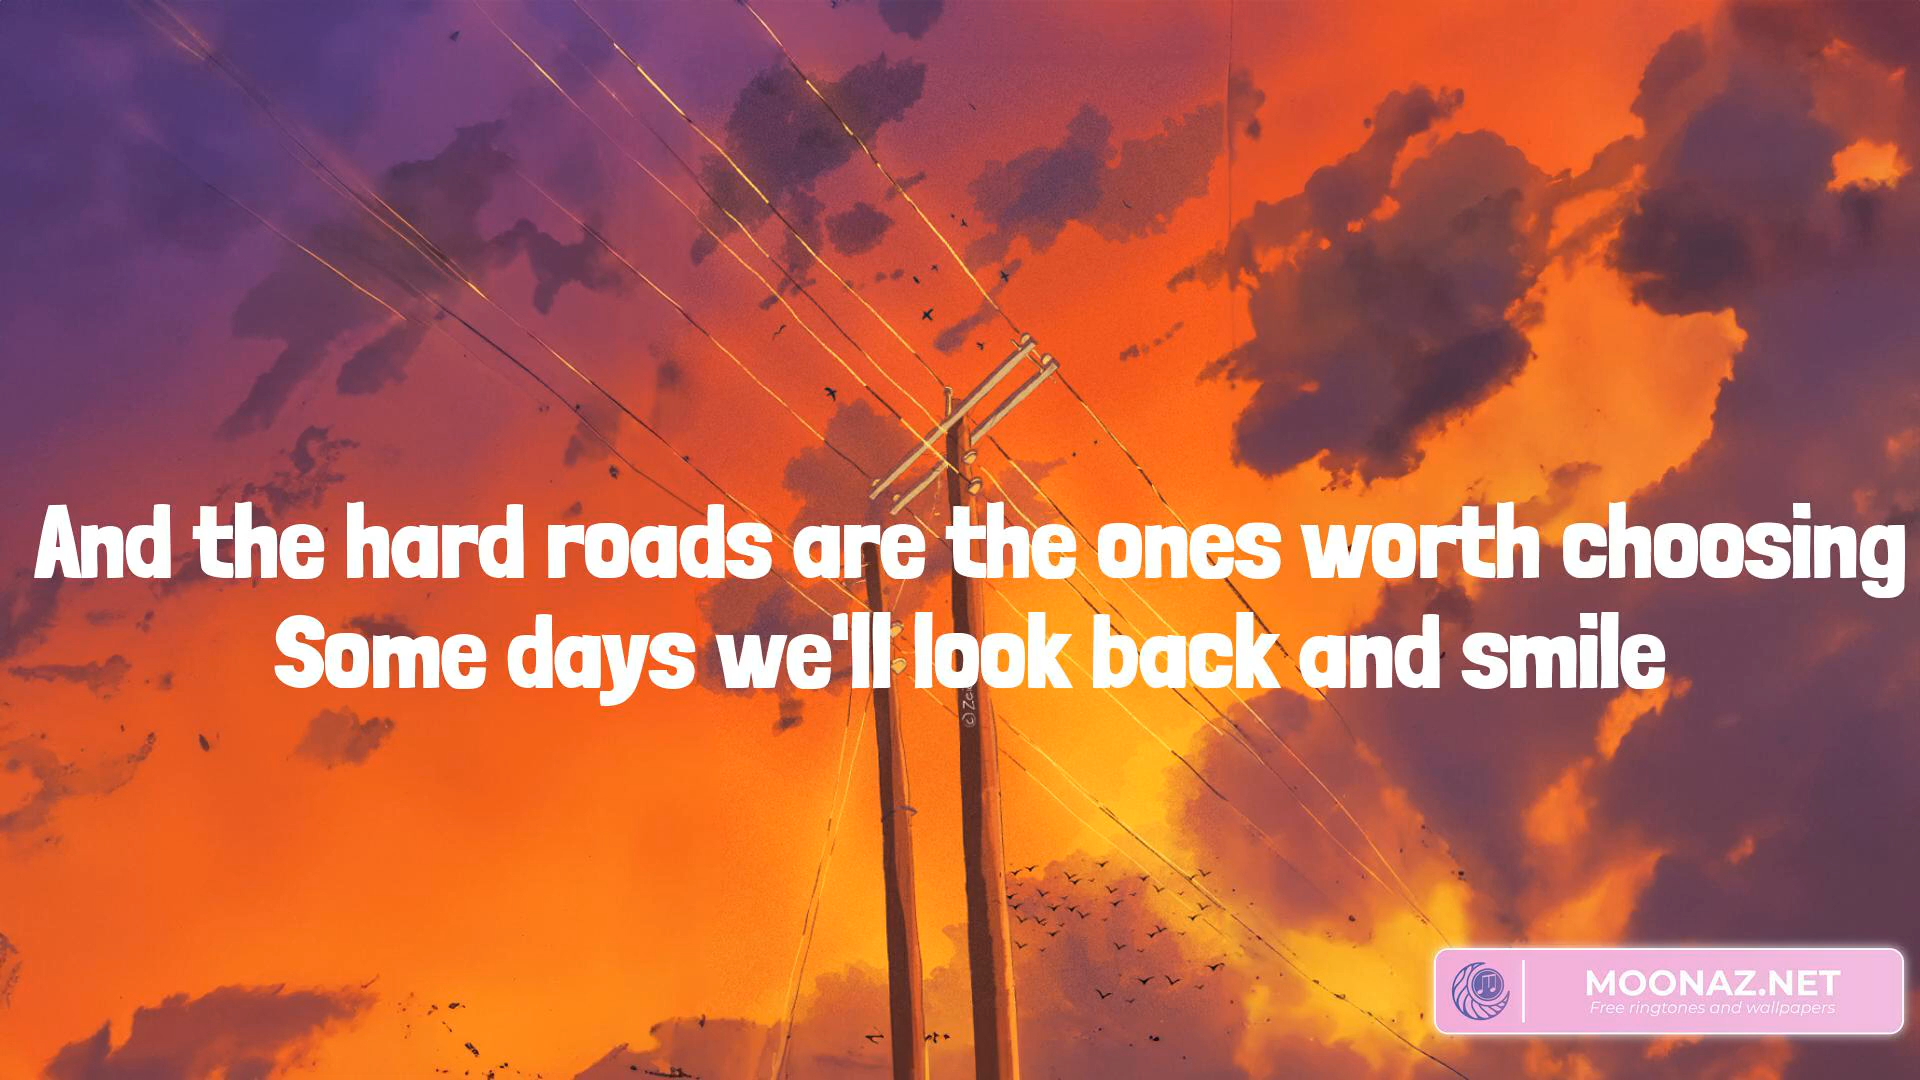 And the hard roads are the ones worth choosing
Some days we'll look back and smile
MOONAZ.NET
Free ringtones and wallpapers